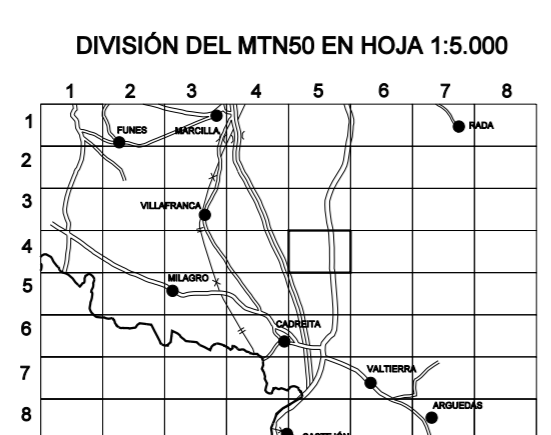 DIVISIÓN DEL MTN50 EN HOJA 1:5.000
1 2 3 4 5 6 7 8
1
FUNES
MARCILLA
RADA
2
3
VILLAFRANCA
4
5
MILAGRO
6
CADREITA
7
VALTIERRA
8
ARGUEDAS